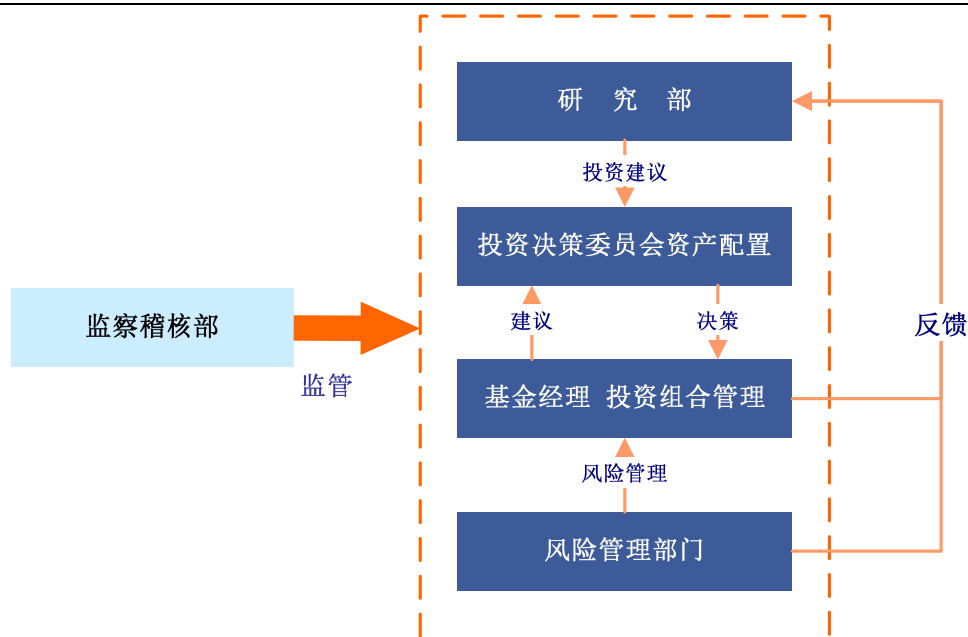 研 究 部
投资建议
投资决策委员会资产配置
建议
决策
反馈
监察稽核部
监管
基金经理 投资组合管理
风险管理
风险管理部门